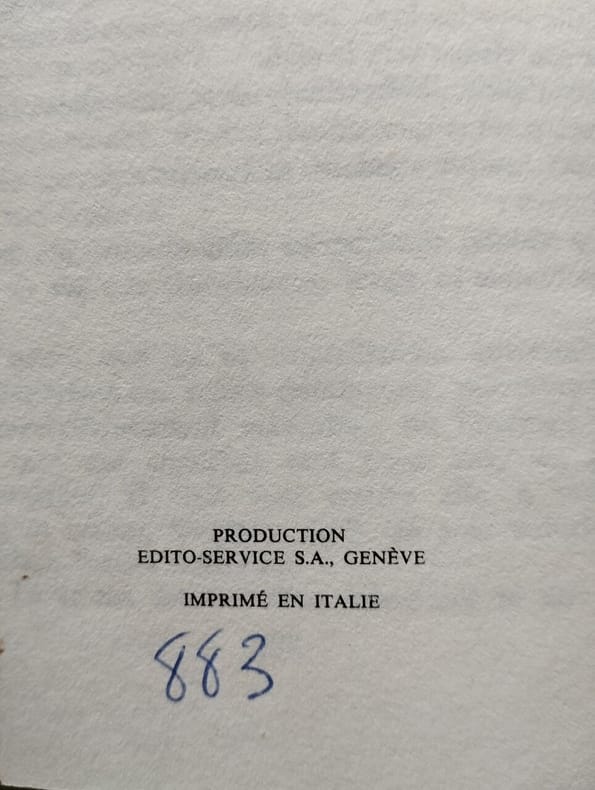 PRODUCTION
EDITO-SERVICE S.A., GENÈVE
IMPRIMÉ EN ITALIE
883